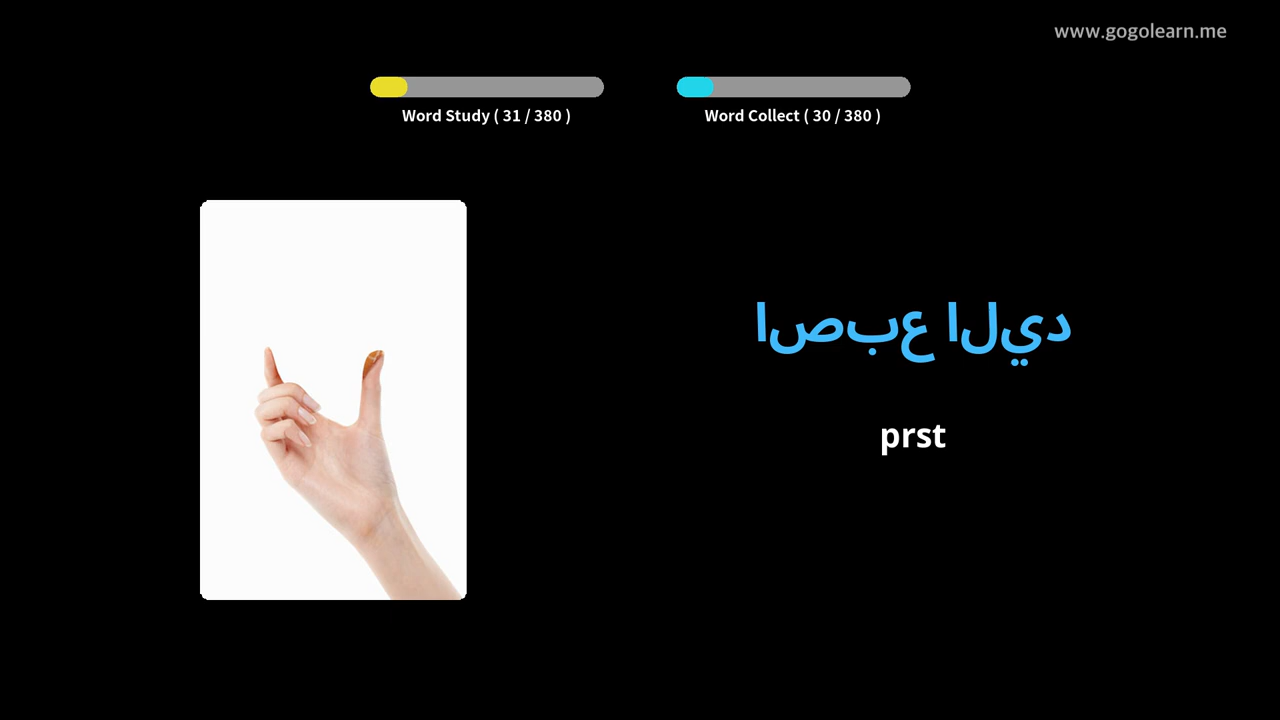 www.gogolearn.me
Word Study ( 31 / 380 )
Word Collect ( 30 / 380 )
اصبع اليد
prst